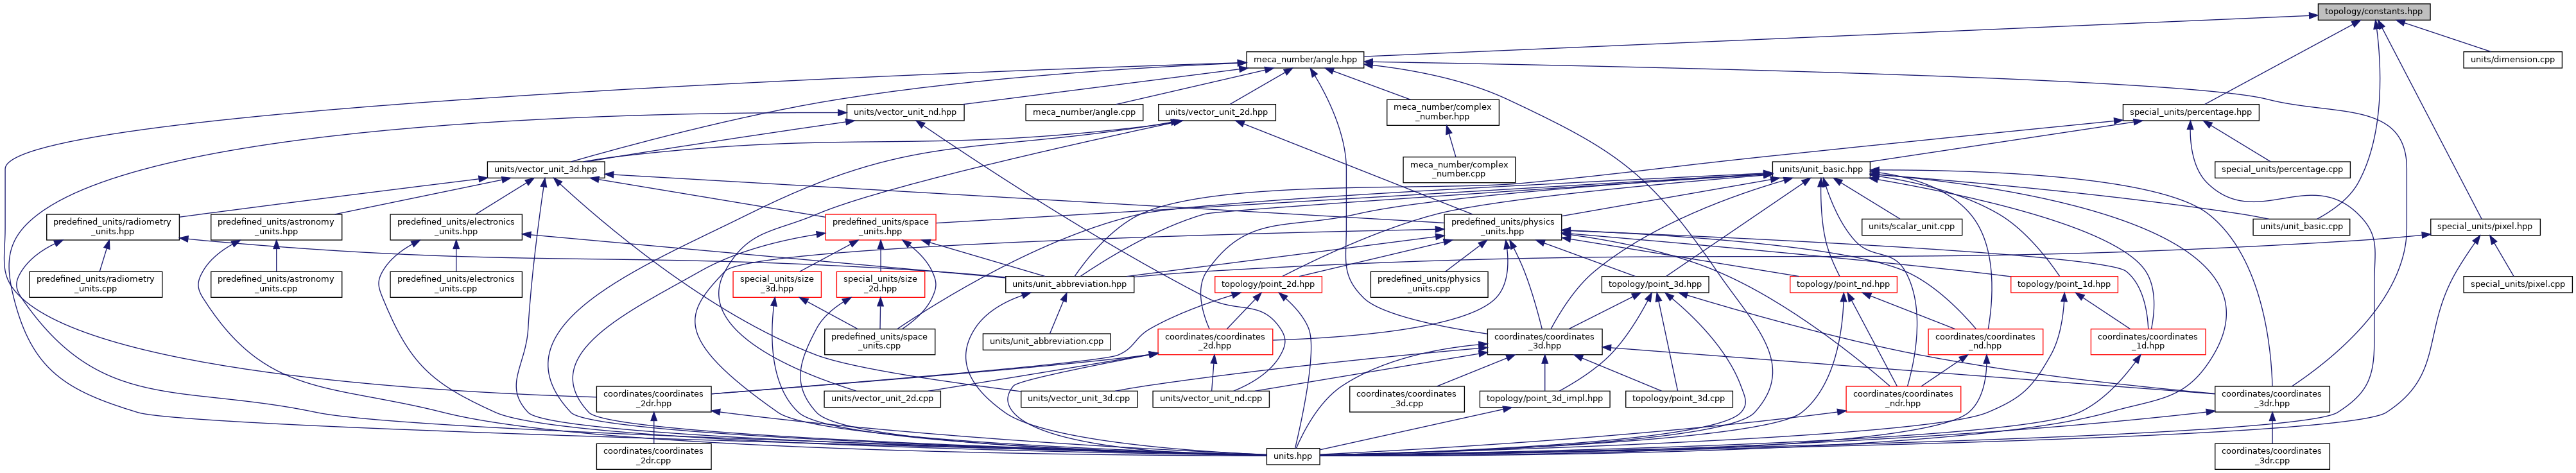 topology/constants.hpp
meca_number/angle.hpp
units/dimension.cpp
units/vector_unit_nd.hpp
meca_number/angle.cpp
units/vector_unit_2d.hpp
meca_number/complex
_number.hpp
special_units/percentage.hpp
units/vector_unit_3d.hpp
meca_number/complex
_number.cpp
units/unit_basic.hpp
special_units/percentage.cpp
predefined_units/radiometry
_units.hpp
predefined_units/astronomy
_units.hpp
predefined_units/electronics
_units.hpp
predefined_units/space
_units.hpp
predefined_units/physics
_units.hpp
units/scalar_unit.cpp
units/unit_basic.cpp
special_units/pixel.hpp
predefined_units/radiometry
_units.cpp
predefined_units/astronomy
_units.cpp
predefined_units/electronics
_units.cpp
special_units/size
_3d.hpp
special_units/size
_2d.hpp
units/unit_abbreviation.hpp
topology/point_2d.hpp
predefined_units/physics
_units.cpp
topology/point_3d.hpp
topology/point_nd.hpp
topology/point_1d.hpp
special_units/pixel.cpp
predefined_units/space
_units.cpp
units/unit_abbreviation.cpp
coordinates/coordinates
_2d.hpp
coordinates/coordinates
_3d.hpp
coordinates/coordinates
_nd.hpp
coordinates/coordinates
_1d.hpp
coordinates/coordinates
_2dr.hpp
units/vector_unit_2d.cpp
units/vector_unit_3d.cpp
units/vector_unit_nd.cpp
coordinates/coordinates
_3d.cpp
topology/point_3d_impl.hpp
topology/point_3d.cpp
coordinates/coordinates
_ndr.hpp
coordinates/coordinates
_3dr.hpp
coordinates/coordinates
_2dr.cpp
units.hpp
coordinates/coordinates
_3dr.cpp